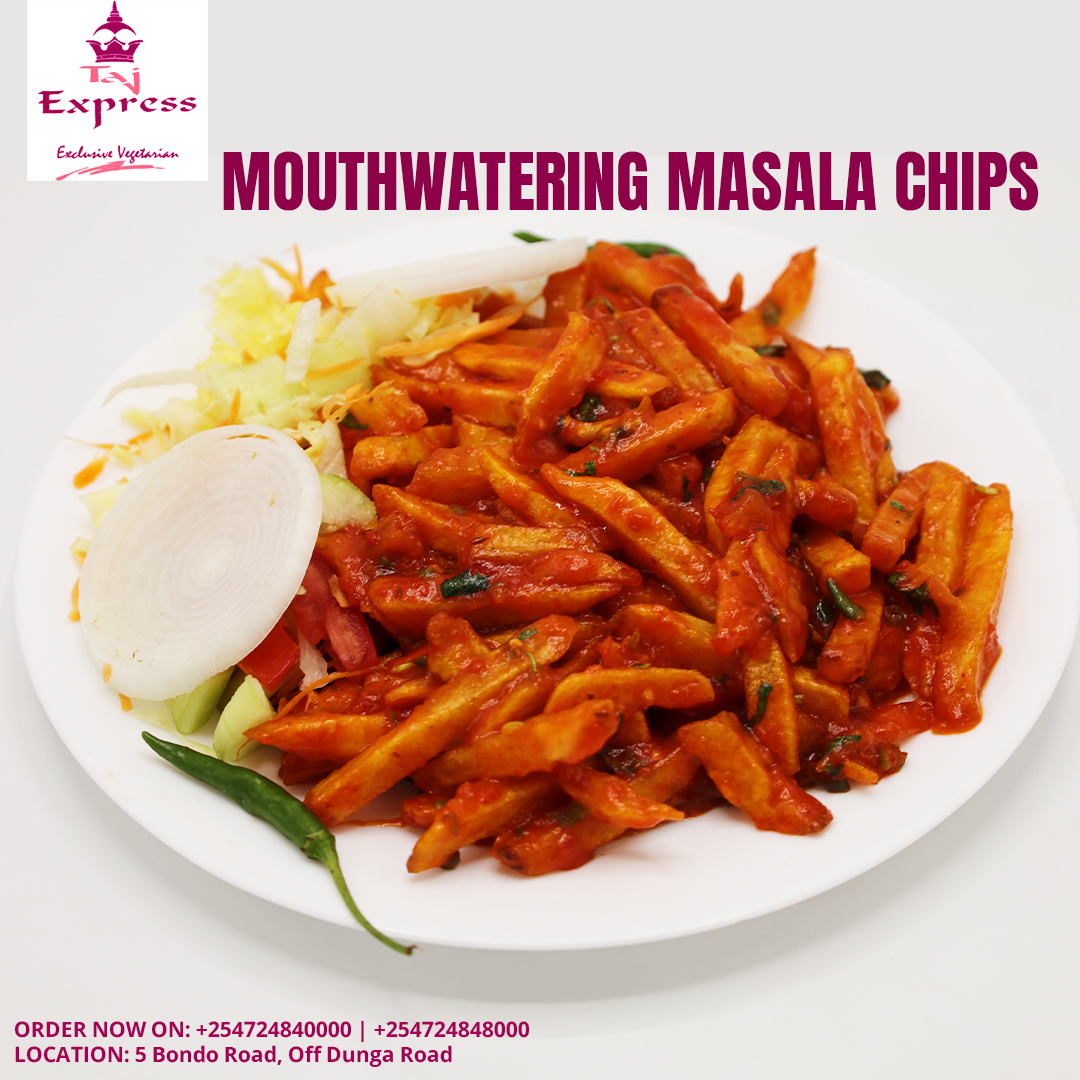 Taj
Express
Exclusive Vegetarian
MOUTHWATERING MASALA CHIPS
ORDER NOW ON: +254724840000 | +254724848000
LOCATION: 5 Bondo Road, Off Dunga Road